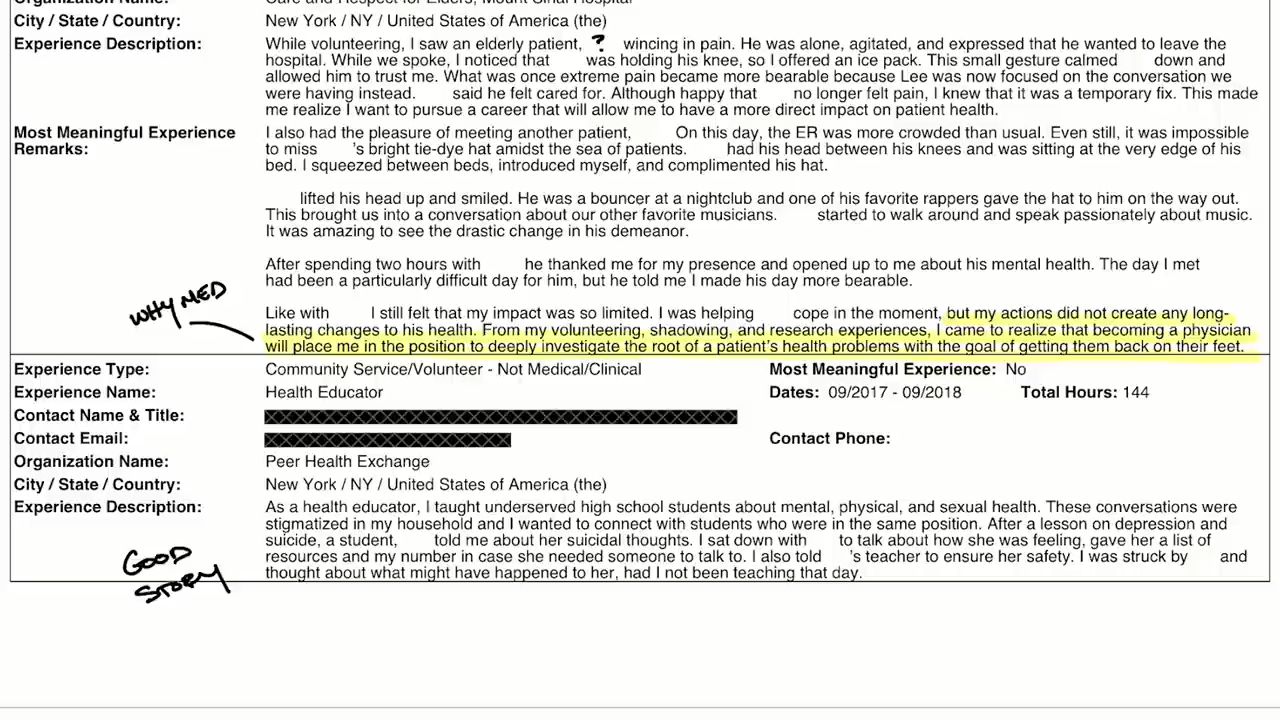 Organization Name: Care and Respect for Elders, Mount Sinai Hospital
City / State / Country: New York / NY / United States of America (the)
Experience Description: While volunteering, I saw an elderly patient, ? wincing in pain. He was alone, agitated, and expressed that he wanted to leave the
hospital. While we spoke, I noticed that was holding his knee, so I offered an ice pack. This small gesture calmed down and
allowed him to trust me. What was once extreme pain became more bearable because Lee was now focused on the conversation we
were having instead. said he felt cared for. Although happy that no longer felt pain, I knew that it was a temporary fix. This made
me realize I want to pursue a career that will allow me to have a more direct impact on patient health.
Most Meaningful Experience I also had the pleasure of meeting another patient, On this day, the ER was more crowded than usual. Even still, it was impossible
Remarks: to miss 's bright tie-dye hat amidst the sea of patients. had his head between his knees and was sitting at the very edge of his
bed. I squeezed between beds, introduced myself, and complimented his hat.
lifted his head up and smiled. He was a bouncer at a nightclub and one of his favorite rappers gave the hat to him on the way out.
This brought us into a conversation about our other favorite musicians. started to walk around and speak passionately about music.
It was amazing to see the drastic change in his demeanor.
After spending two hours with he thanked me for my presence and opened up to me about his mental health. The day I met
had been a particularly difficult day for him, but he told me I made his day more bearable.
WHY MED
Like with I still felt that my impact was so limited. I was helping cope in the moment, but my actions did not create any long-
lasting changes to his health. From my volunteering, shadowing, and research experiences, I came to realize that becoming a physician
will place me in the position to deeply investigate the root of a patient's health problems with the goal of getting them back on their feet.
Experience Type: Community Service/Volunteer - Not Medical/Clinical Most Meaningful Experience: No
Experience Name: Health Educator Dates: 09/2017 - 09/2018 Total Hours: 144
Contact Name & Title:
Contact Email: Contact Phone:
Organization Name: Peer Health Exchange
City / State / Country: New York / NY / United States of America (the)
Experience Description: As a health educator, I taught underserved high school students about mental, physical, and sexual health. These conversations were
stigmatized in my household and I wanted to connect with students who were in the same position. After a lesson on depression and
suicide, a student, told me about her suicidal thoughts. I sat down with to talk about how she was feeling, gave her a list of
resources and my number in case she needed someone to talk to. I also told 's teacher to ensure her safety. I was struck by and
thought about what might have happened to her, had I not been teaching that day.
GOOD
STORY